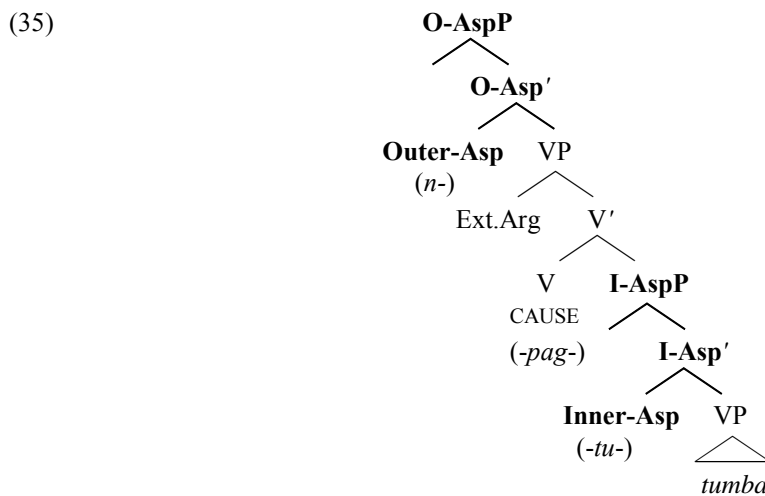 (35)
O-AspP
O-Asp′
Outer-Asp VP
(n-)
Ext.Arg V′
V I-AspP
CAUSE
(-pag-) I-Asp′
Inner-Asp VP
(-tu-)
tumba